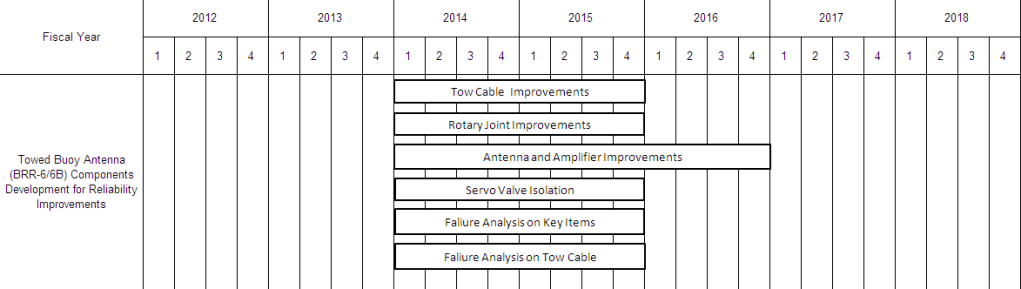 Fiscal Year
2012 2013 2014 2015 2016 2017 2018
1 2 3 4 1 2 3 4 1 2 3 4 1 2 3 4 1 2 3 4 1 2 3 4 1 2 3 4
Towed Buoy Antenna
(BRR-6/6B) Components
Development for Reliability
Improvements
Tow Cable Improvements
Rotary Joint Improvements
Antenna and Amplifier Improvements
Servo Valve Isolation
Faliure Analysis on Key Items
Faliure Analysis on Tow Cable